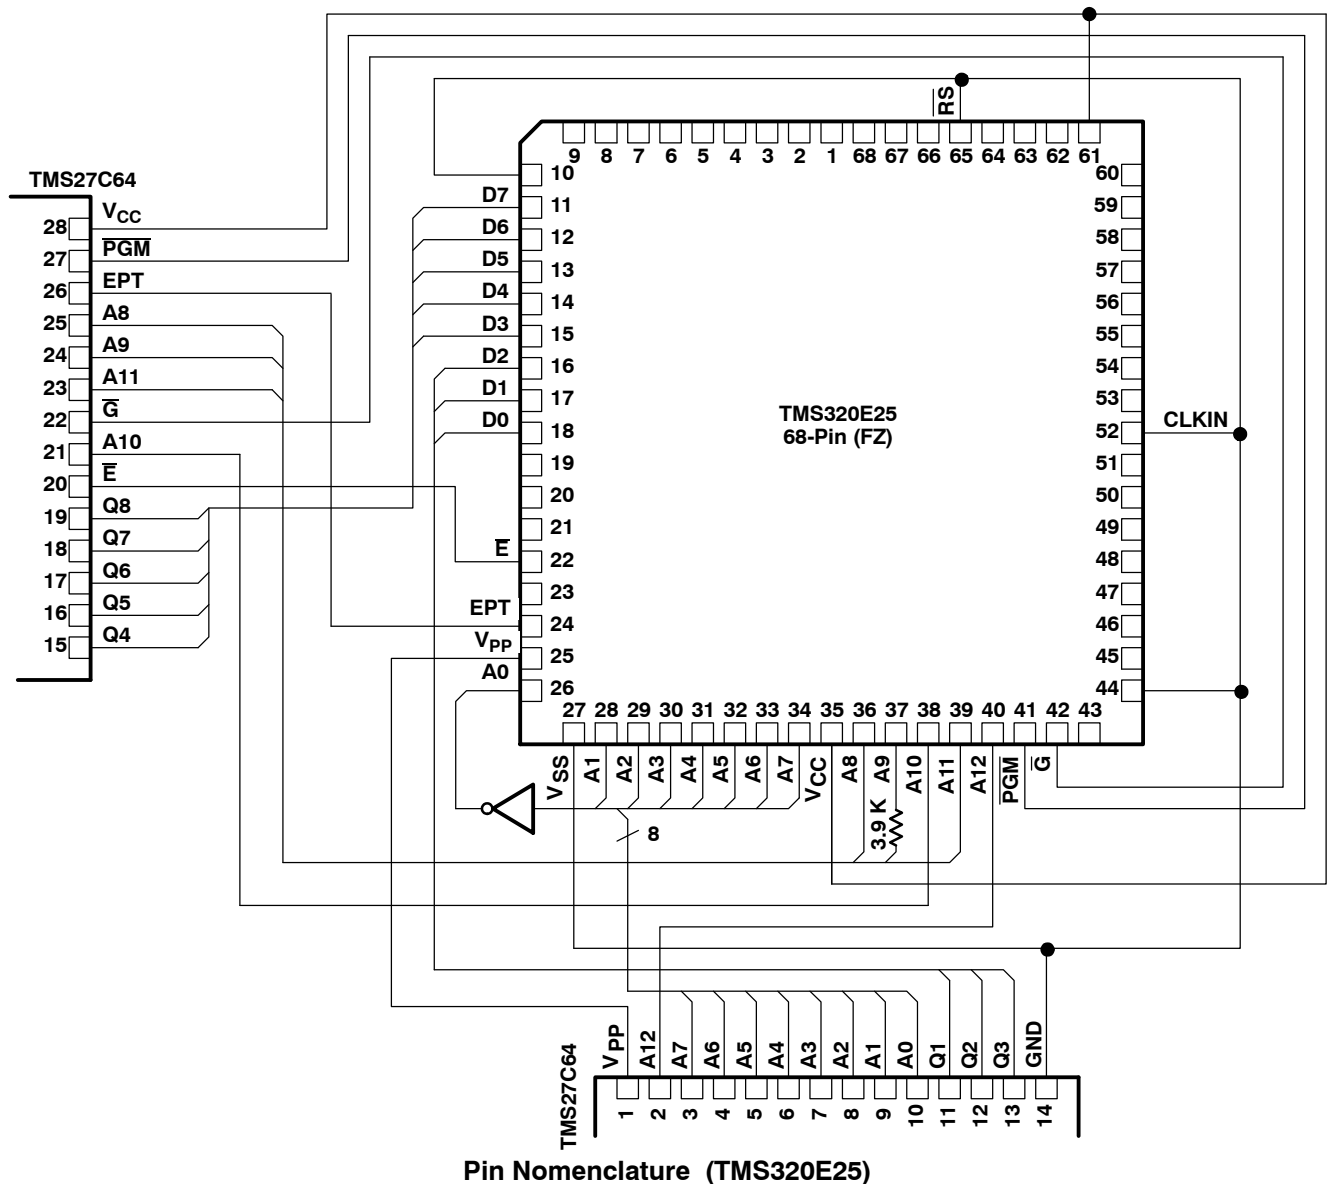 RS
9 8 7 6 5 4 3 2 1 68 67 66 65 64 63 62 61
TMS27C64
28 VCC
27 PGM
26 EPT
25 A8
24 A9
23 A11
22 G
21 A10
20 E
19 Q8
18 Q7
17 Q6
16 Q5
15 Q4
10
D7 11
D6 12
D5 13
D4 14
D3 15
D2 16
D1 17
D0 18
19
20
21
E 22
23
EPT 24
VPP 25
A0 26
TMS320E25
68-Pin (FZ)
60
59
58
57
56
55
54
53
52 CLKIN
51
50
49
48
47
46
45
44
27 28 29 30 31 32 33 34 35 36 37 38 39 40 41 42 43
VSS A1 A2 A3 A4 A5 A6 A7 VCC A8 A9 A10 A11 A12 PGM G
3.9 K
8
TMS27C64
VPP A12 A7 A6 A5 A4 A3 A2 A1 A0 Q1 Q2 Q3 GND
1 2 3 4 5 6 7 8 9 10 11 12 13 14
Pin Nomenclature (TMS320E25)